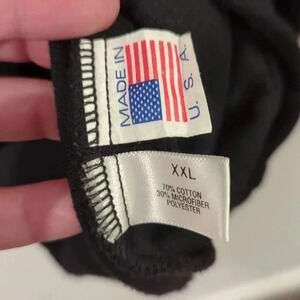 MADE IN
U. S. A.
XXL
70% COTTON
30% MICROFIBER
POLYESTER